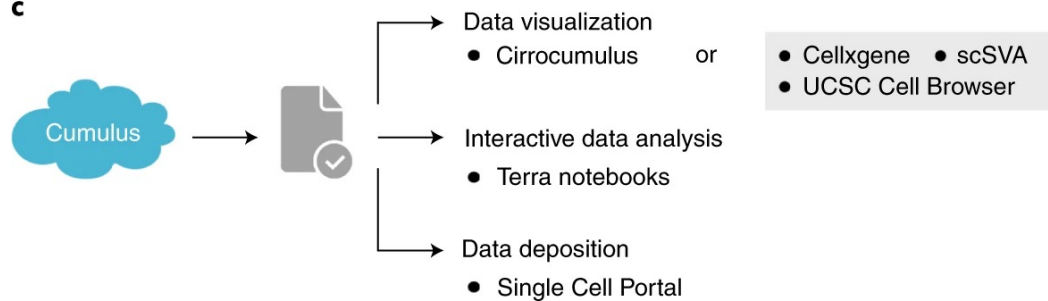 c
Data visualization
● Cirrocumulus or ● Cellxgene ● scSVA
● UCSC Cell Browser
Cumulus
Interactive data analysis
● Terra notebooks
Data deposition
● Single Cell Portal